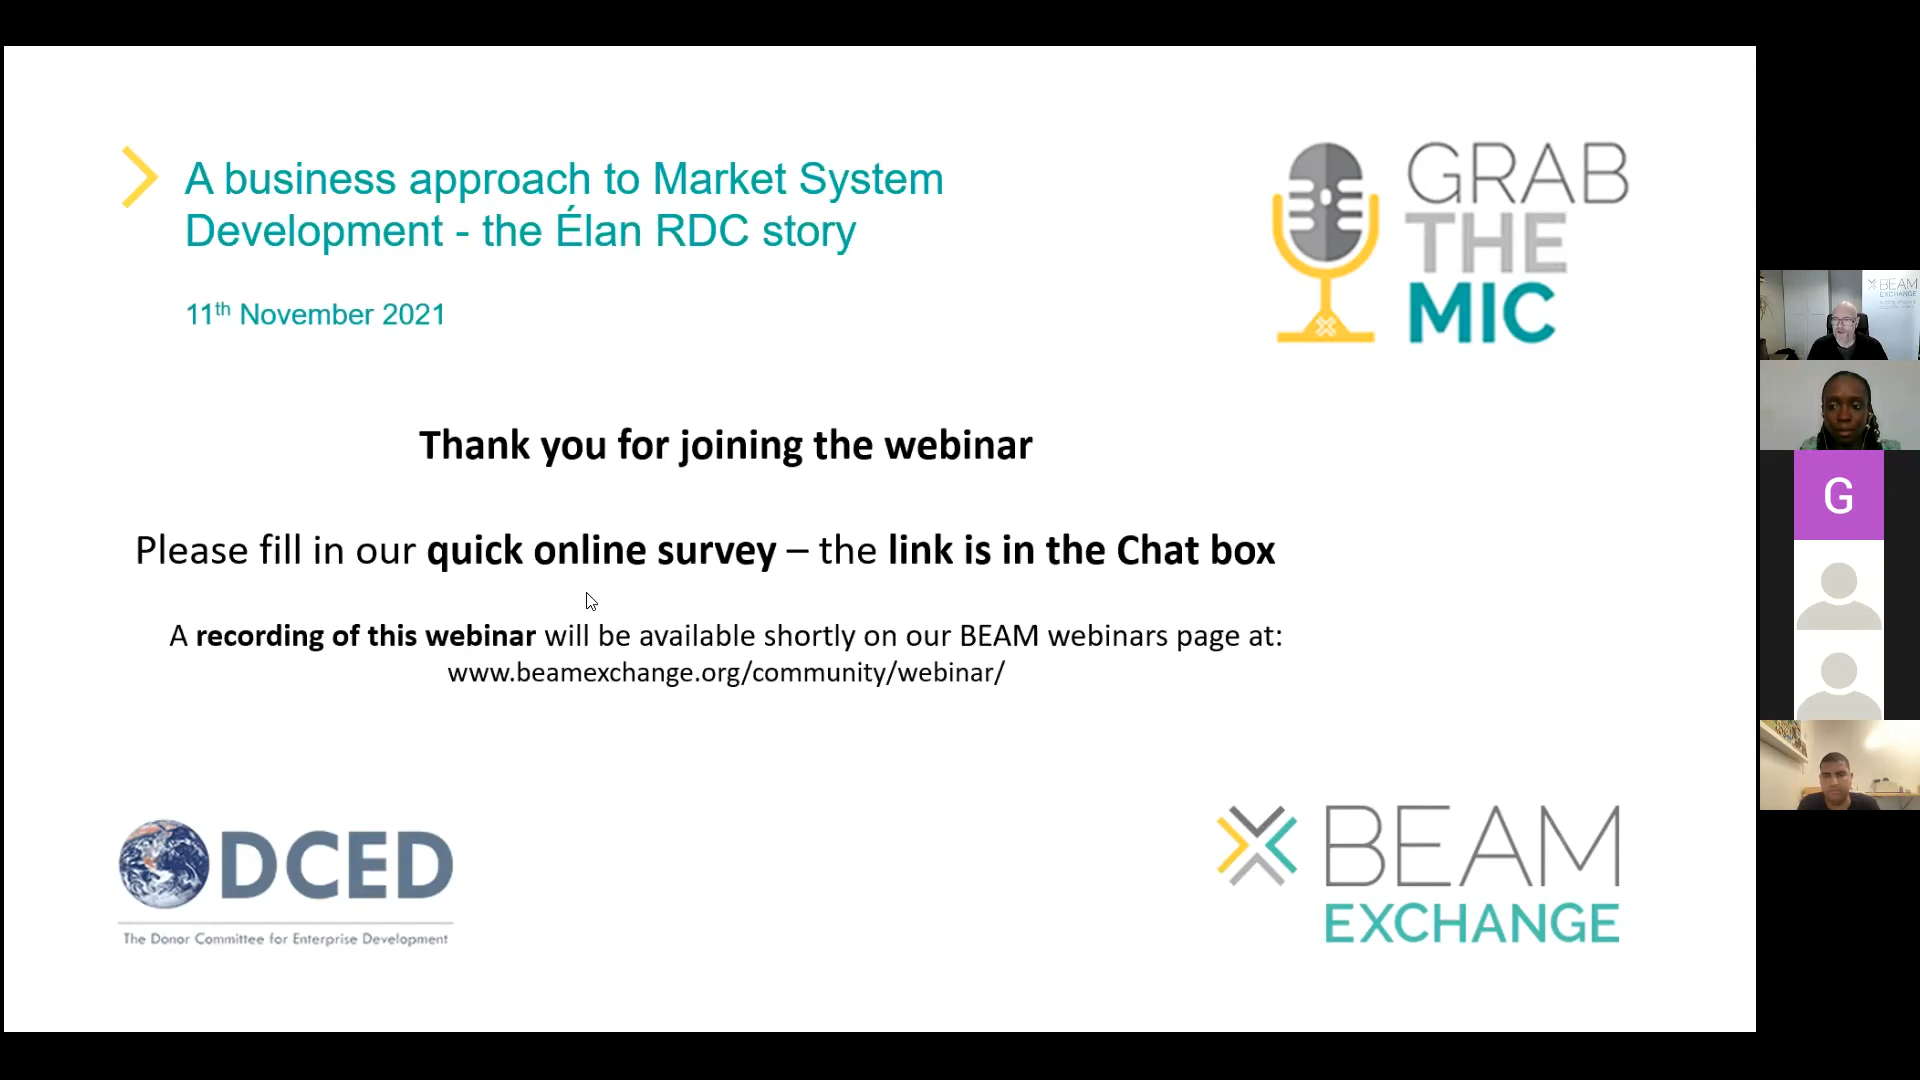 A business approach to Market System
Development - the Élan RDC story
11th November 2021
GRAB
THE
MIC
Thank you for joining the webinar
Please fill in our quick online survey – the link is in the Chat box
A recording of this webinar will be available shortly on our BEAM webinars page at:
www.beamexchange.org/community/webinar/
DCED
The Donor Committee for Enterprise Development
BEAM
EXCHANGE
BEAM
EXCHANGE
G